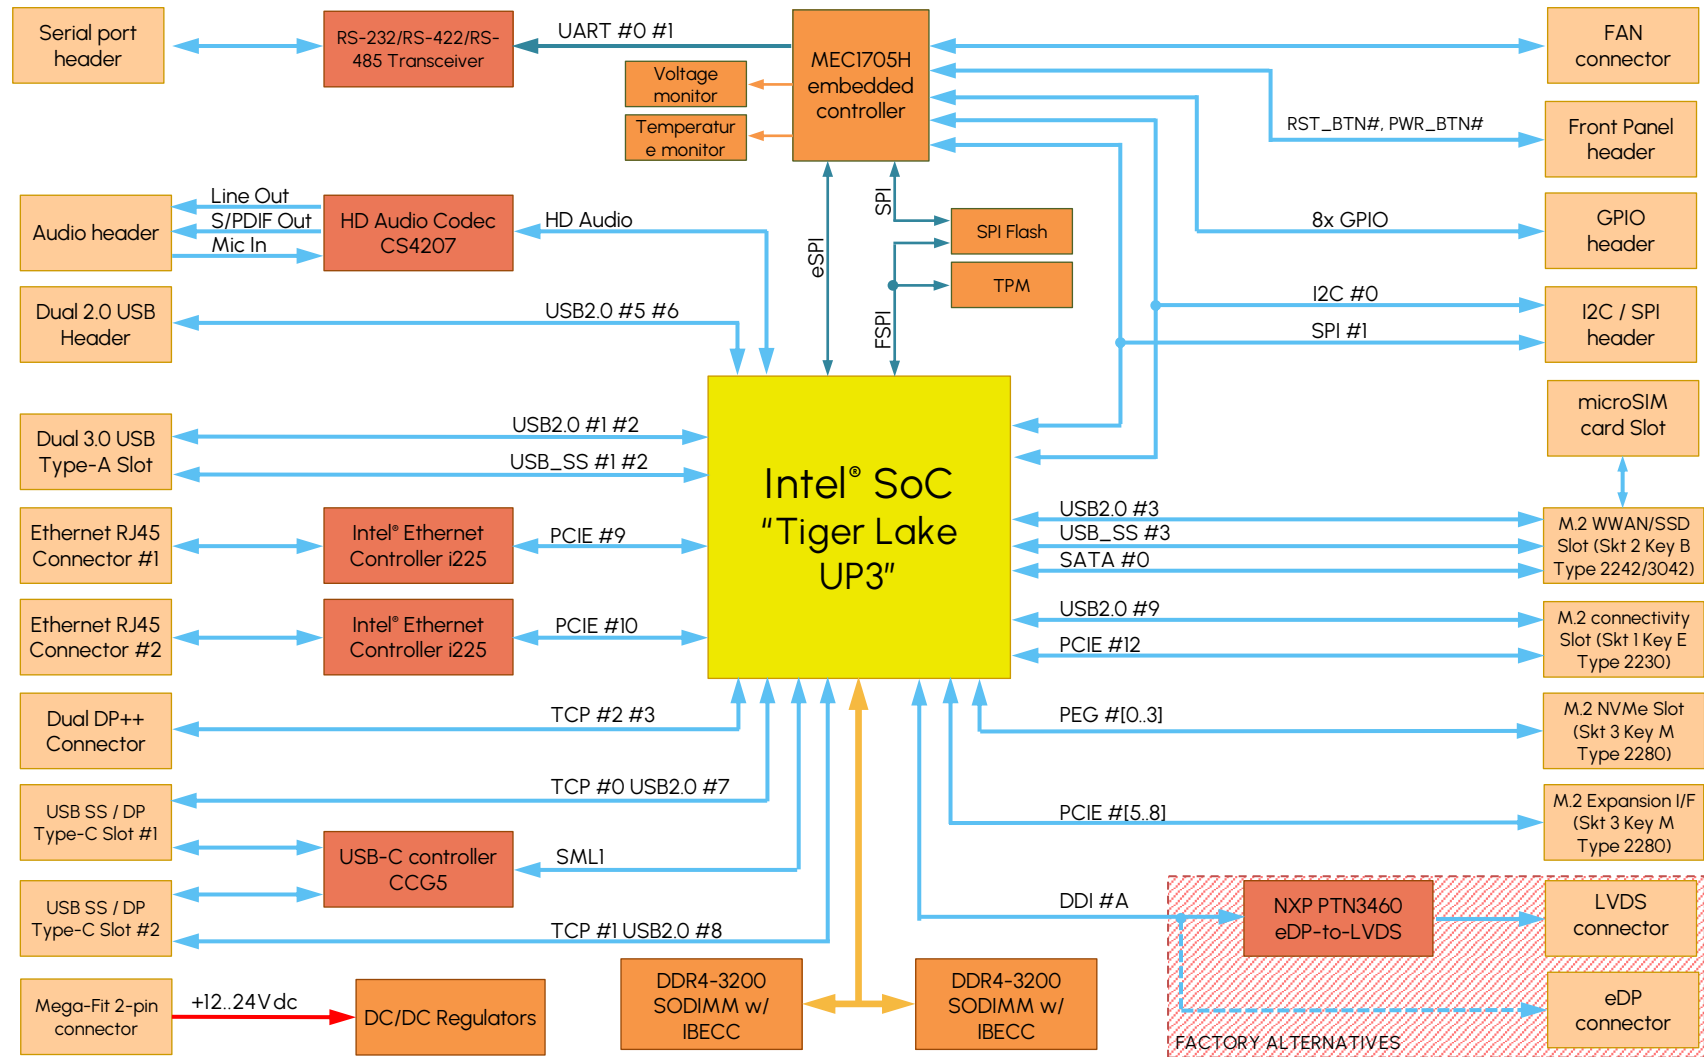 Serial port
header
RS-232/RS-422/RS-
485 Transceiver
UART #0 #1
MEC1705H
embedded
controller
Voltage
monitor
Temperatur
e monitor
FAN
connector
RST_BTN#, PWR_BTN#
Front Panel
header
Audio header
Line Out
S/PDIF Out
Mic In
HD Audio Codec
CS4207
HD Audio
eSPI
SPI
SPI Flash
TPM
FSPI
8x GPIO
GPIO
header
Dual 2.0 USB
Header
USB2.0 #5 #6
I2C #0
SPI #1
I2C / SPI
header
microSIM
card Slot
Dual 3.0 USB
Type-A Slot
USB2.0 #1 #2
USB_SS #1 #2
Intel® SoC
“Tiger Lake
UP3”
Ethernet RJ45
Connector #1
Intel® Ethernet
Controller i225
PCIE #9
USB2.0 #3
USB_SS #3
SATA #0
M.2 WWAN/SSD
Slot (Skt 2 Key B
Type 2242/3042)
Ethernet RJ45
Connector #2
Intel® Ethernet
Controller i225
PCIE #10
USB2.0 #9
PCIE #12
M.2 connectivity
Slot (Skt 1 Key E
Type 2230)
Dual DP++
Connector
TCP #2 #3
PEG #[0..3]
M.2 NVMe Slot
(Skt 3 Key M
Type 2280)
USB SS / DP
Type-C Slot #1
TCP #0 USB2.0 #7
PCIE #[5..8]
M.2 Expansion I/F
(Skt 3 Key M
Type 2280)
USB-C controller
CCG5
SML1
USB SS / DP
Type-C Slot #2
TCP #1 USB2.0 #8
DDI #A
NXP PTN3460
eDP-to-LVDS
LVDS
connector
Mega-Fit 2-pin
connector
+12..24Vdc
DC/DC Regulators
DDR4-3200
SODIMM w/
IBECC
DDR4-3200
SODIMM w/
IBECC
eDP
connector
FACTORY ALTERNATIVES